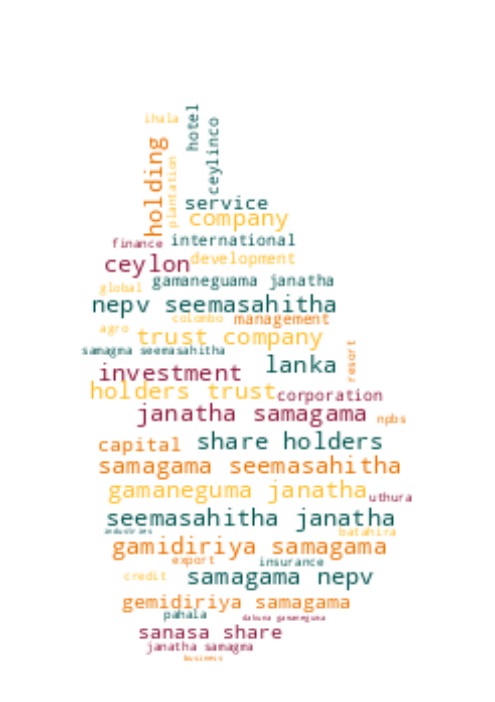 ihala
hotel
ceylinco
holding
plantation
service
company
finance international
ceylon development
gamaneguama janatha
global
nepv seemasahitha
colombo management
agro trust company
samagma seemasahitha
lanka
resort
investment
holders trust corporation
janatha samagama npbs
capital share holders
samagama seemasahitha
gamaneguma janatha uthura
seemasahitha janatha
industries batahira
gamidiriya samagama
export insurance
credit samagama nepv
gemidiriya samagama
pahala dakuna gamaneguma
sanasa share
janatha samagma
business